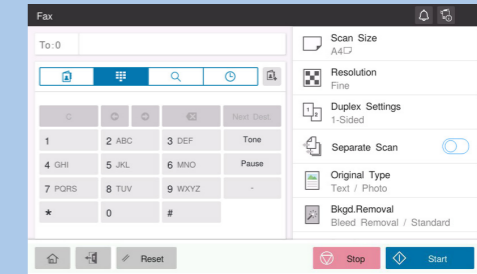 Fax
To:0
C
Next Dest.
1
2 ABC
3 DEF
Tone
4 GHI
5 JKL
6 MNO
Pause
7 PQRS
8 TUV
9 WXYZ
-
*
0
#
Scan Size
A4
Resolution
Fine
Duplex Settings
1-Sided
Separate Scan
Original Type
Text / Photo
Bkgd.Removal
Bleed Removal / Standard
Reset
Stop
Start